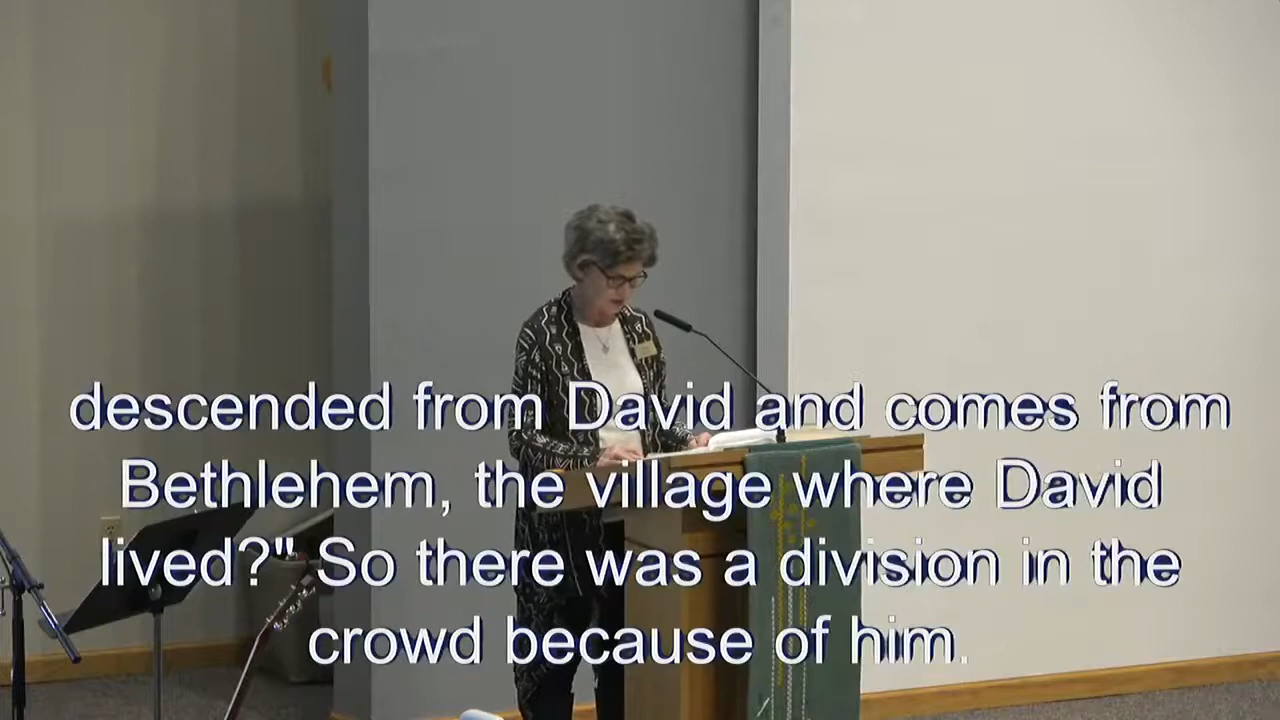 descended from David and comes from
Bethlehem, the village where David
lived?" So there was a division in the
crowd because of him.